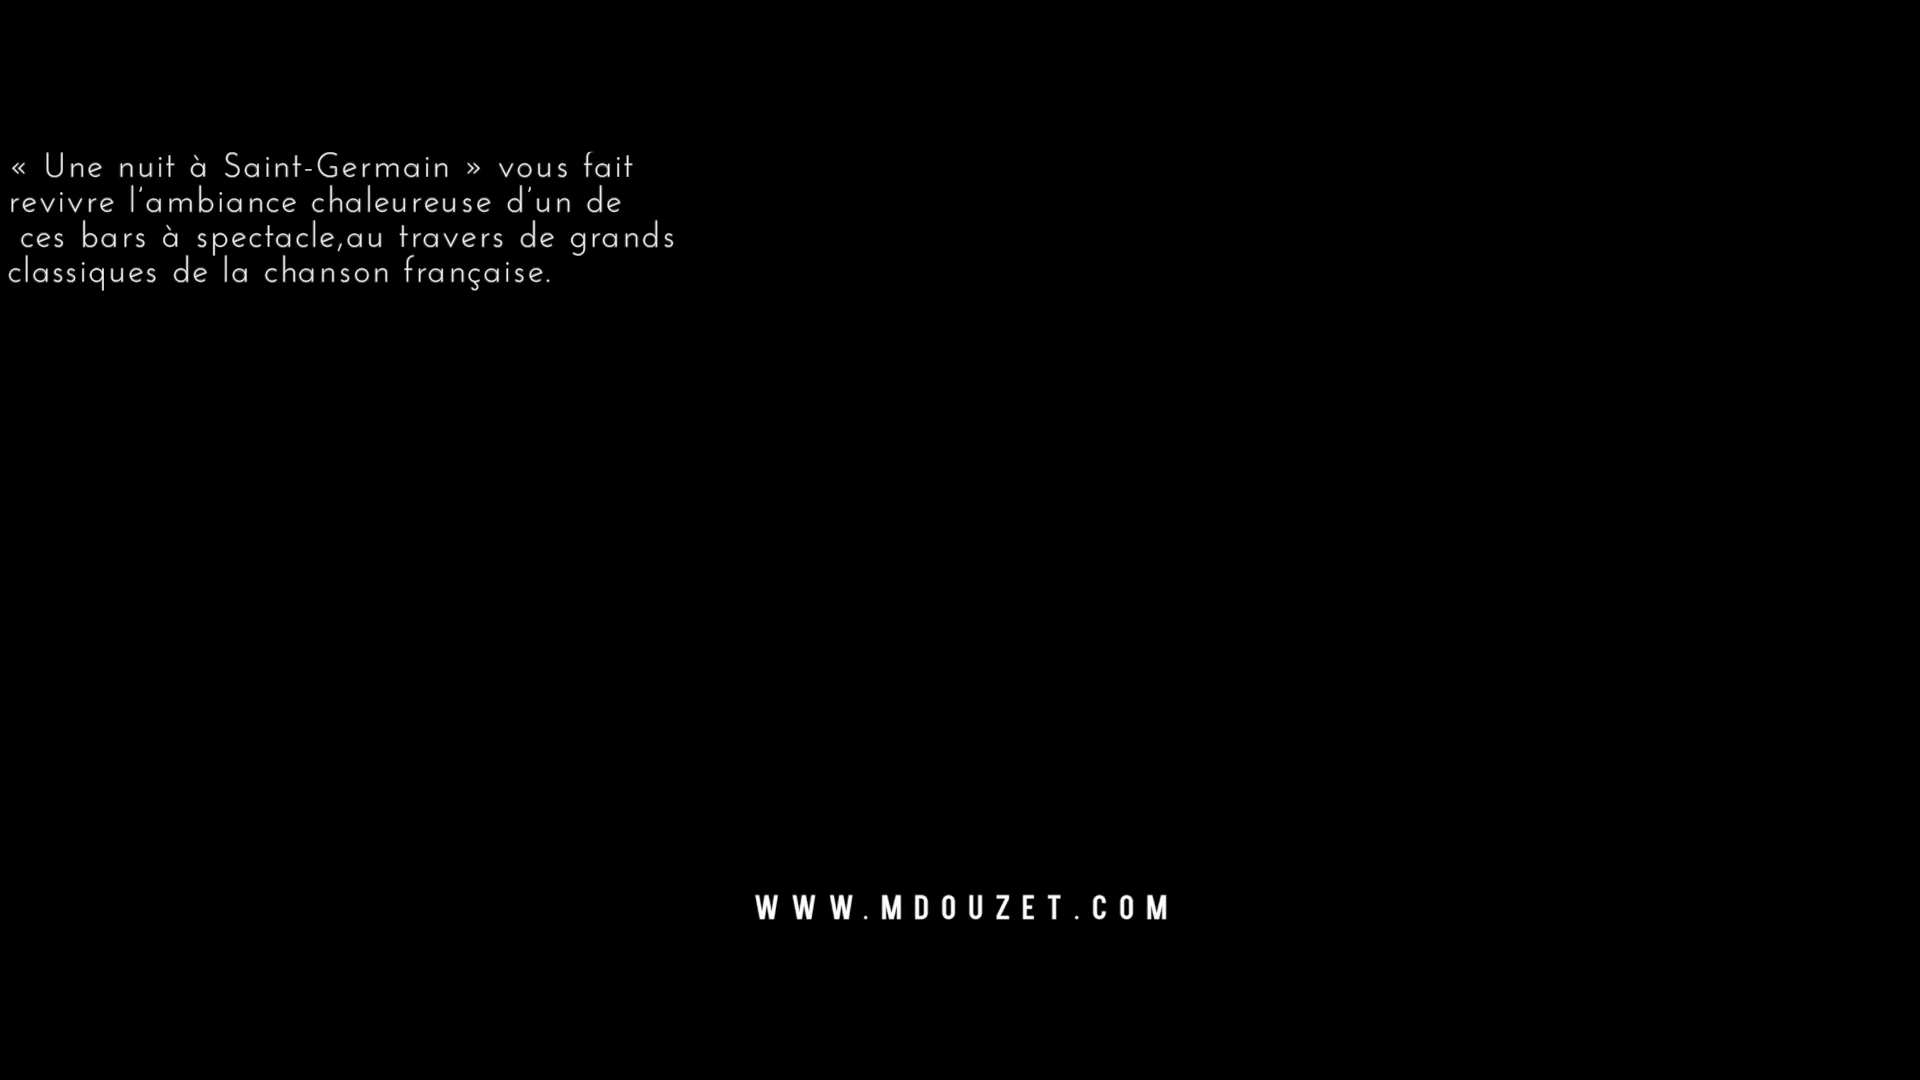 « Une nuit à Saint-Germain » vous fait
revivre l'ambiance chaleureuse d'un de
ces bars à spectacle,au travers de grands
classiques de la chanson française.
WWW.MDOUZET.COM